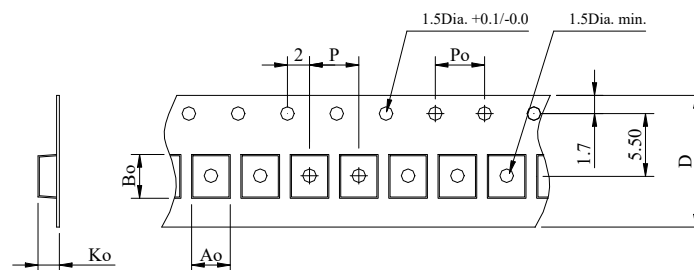 1.5Dia. +0.1/-0.0
1.5Dia. min.
2
P
Po
Bo
1.7
5.50
D
Ko
Ao